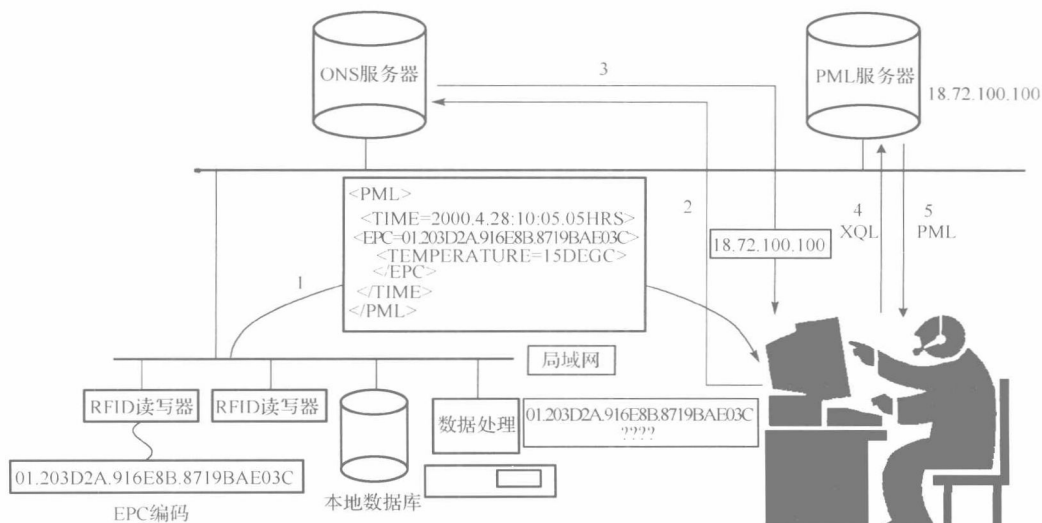 ONS服务器
PML服务器
18.72.100.100
3
<PML>
<TIME=2000.4.28:10:05.05HRS>
<EPC=01.203D2A.916E8B.8719BAE03C>
<TEMPERATURE=15DEGC>
</EPC>
</TIME>
</PML>
1
2
18.72.100.100
4
XQL
5
PML
局域网
RFID读写器
RFID读写器
数据处理
01.203D2A.916E8B.8719BAE03C
????
01.203D2A.916E8B.8719BAE03C
EPC编码
本地数据库